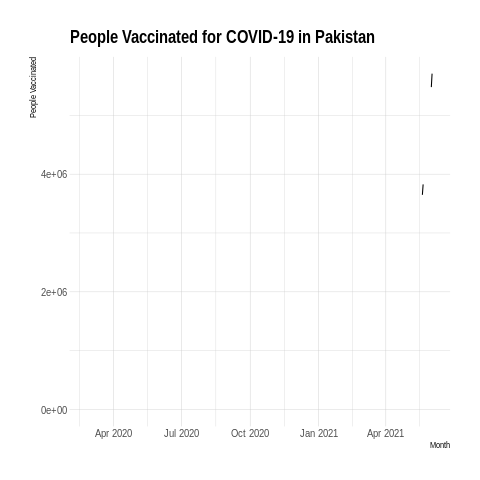 People Vaccinated for COVID-19 in Pakistan
People Vaccinated
4e+06
2e+06
0e+00
Apr 2020 Jul 2020 Oct 2020 Jan 2021 Apr 2021
Month